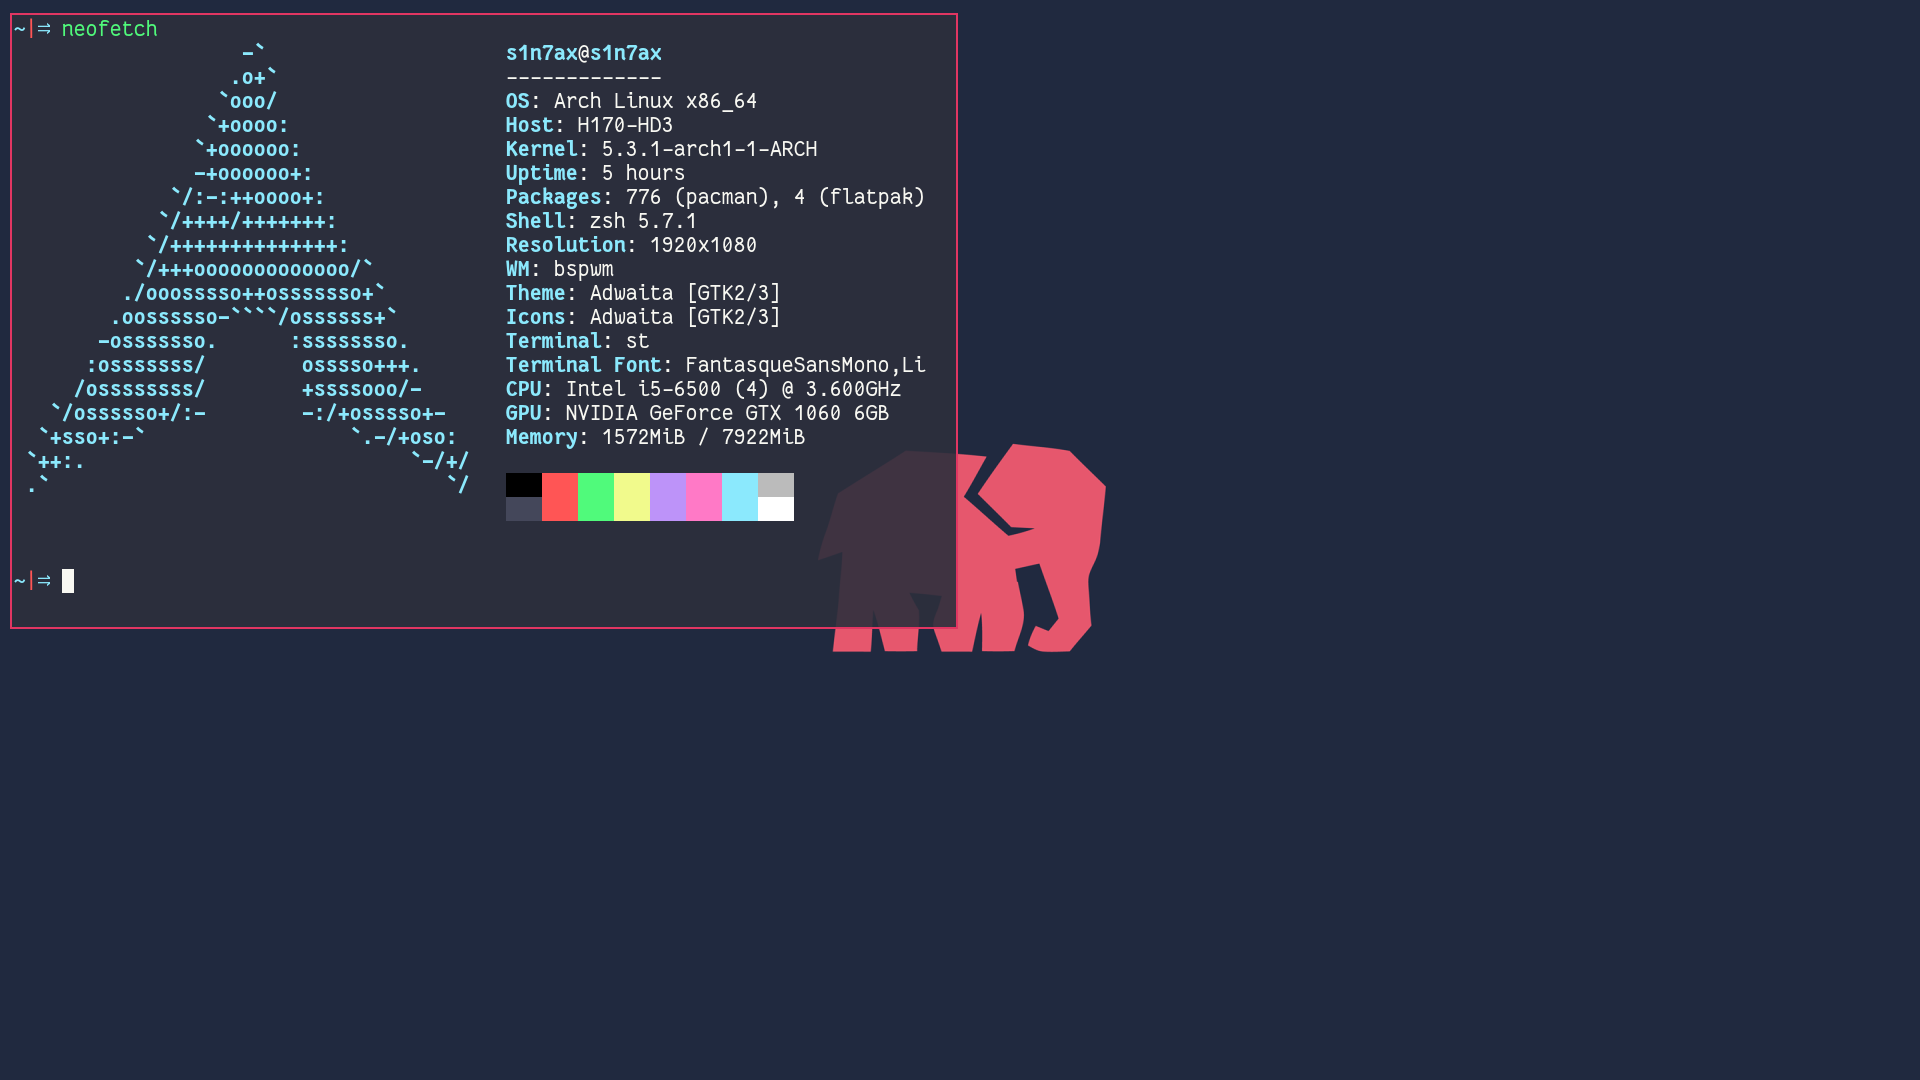 ~|⇒ neofetch
                   -`                    s1n7ax@s1n7ax
                  .o+`                   -------------
                 `ooo/                   OS: Arch Linux x86_64
                `+oooo:                  Host: H170-HD3
               `+oooooo:                 Kernel: 5.3.1-arch1-1-ARCH
               -+oooooo+:                Uptime: 5 hours
             `/:-:++oooo+:               Packages: 776 (pacman), 4 (flatpak)
            `/++++/+++++++:              Shell: zsh 5.7.1
           `/++++++++++++++:             Resolution: 1920x1080
          `/+++ooooooooooooo/`           WM: bspwm
         ./ooosssso++osssssso+`          Theme: Adwaita [GTK2/3]
        .oossssso-````/ossssss+`         Icons: Adwaita [GTK2/3]
       -osssssso.      :ssssssso.        Terminal: st
      :osssssss/        osssso+++.       Terminal Font: FantasqueSansMono,Li
     /ossssssss/        +ssssooo/-       CPU: Intel i5-6500 (4) @ 3.600GHz
   `/ossssso+/:-        -:/+osssso+-     GPU: NVIDIA GeForce GTX 1060 6GB
  `+sso+:-`                 `.-/+oso:    Memory: 1572MiB / 7922MiB
 `++:.                           `-/+/
 .`                                 `/
~|⇒